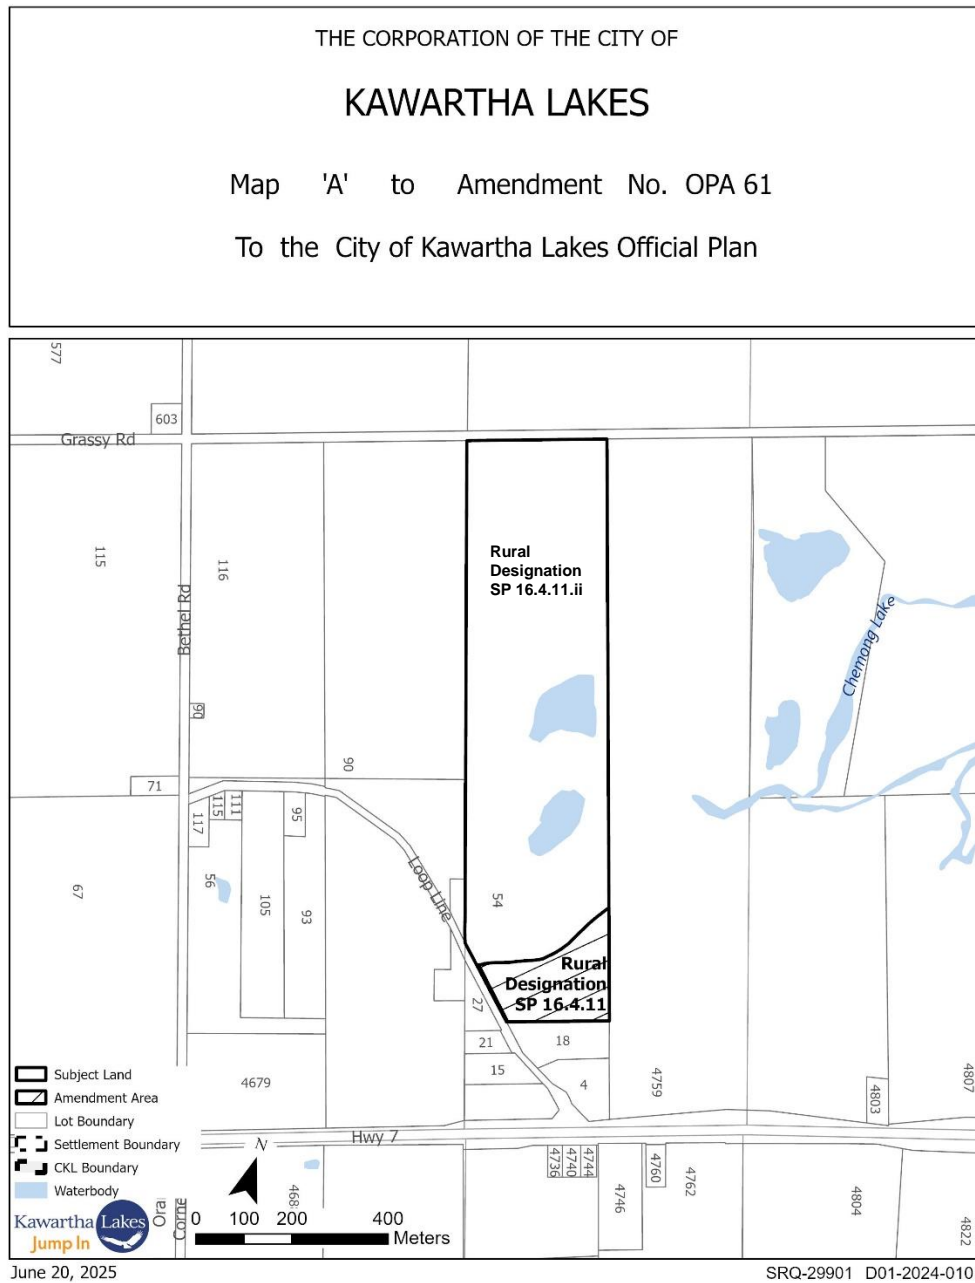 THE CORPORATION OF THE CITY OF
KAWARTHA LAKES
Map 'A' to Amendment No. OPA 61
To the City of Kawartha Lakes Official Plan
577
603
Grassy Rd
115
116
Bethel Rd
Rural
Designation
SP 16.4.11.ii
Chemong Lake
90
90
71
117
115
111
95
56
105
93
67
Loop Line
54
Rural
Designation
SP 16.4.11
27
21
18
15
4
4679
4759
4803
4807
Hwy 7
4736
4740
4744
4760
4762
4746
4804
4822
468
Subject Land
Amendment Area
Lot Boundary
Settlement Boundary
CKL Boundary
Waterbody
N
Kawartha Lakes
Jump In
Ora
Corne
0 100 200 400
Meters
June 20, 2025
SRQ-29901 D01-2024-010